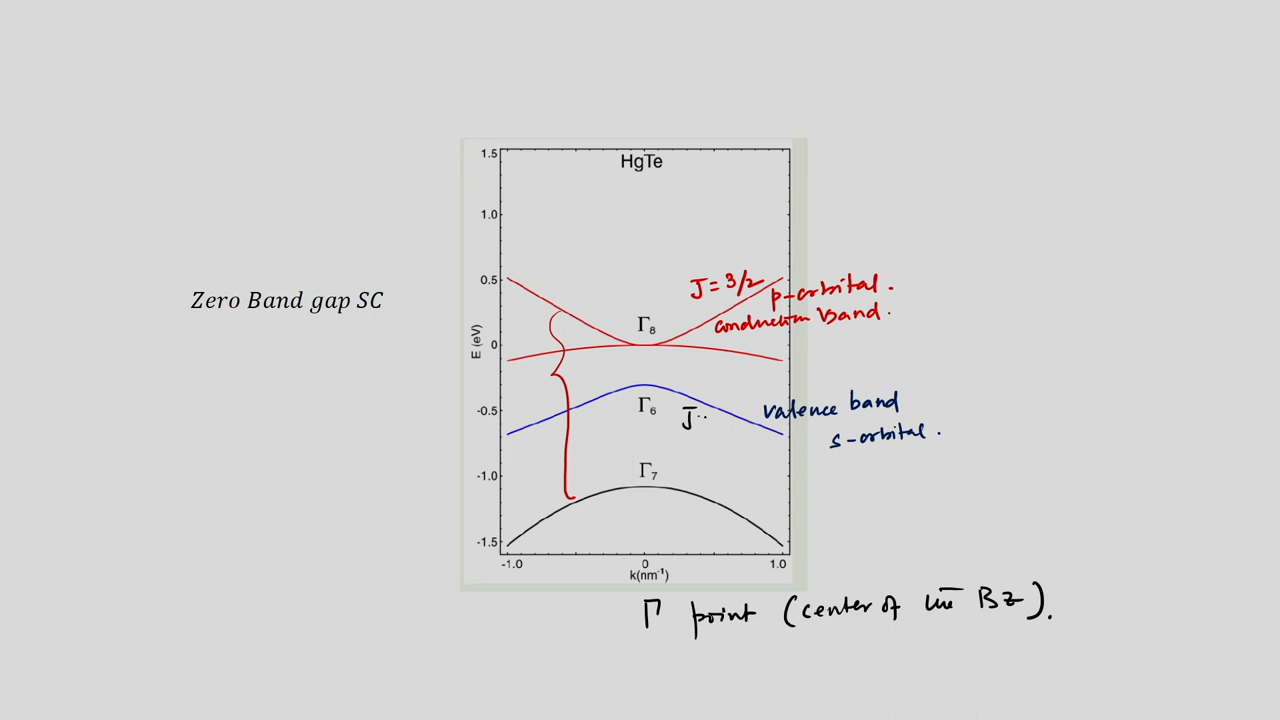 HgTe
1.5
1.0
0.5
0
-0.5
-1.0
-1.5
E (eV)
Zero Band gap SC
J = 3/2
p-orbital.
conduction band.
Γ8
Γ6
J
valence band
s-orbital.
Γ7
-1.0 0 1.0
k(nm-1)
Γ point (center of the BZ).